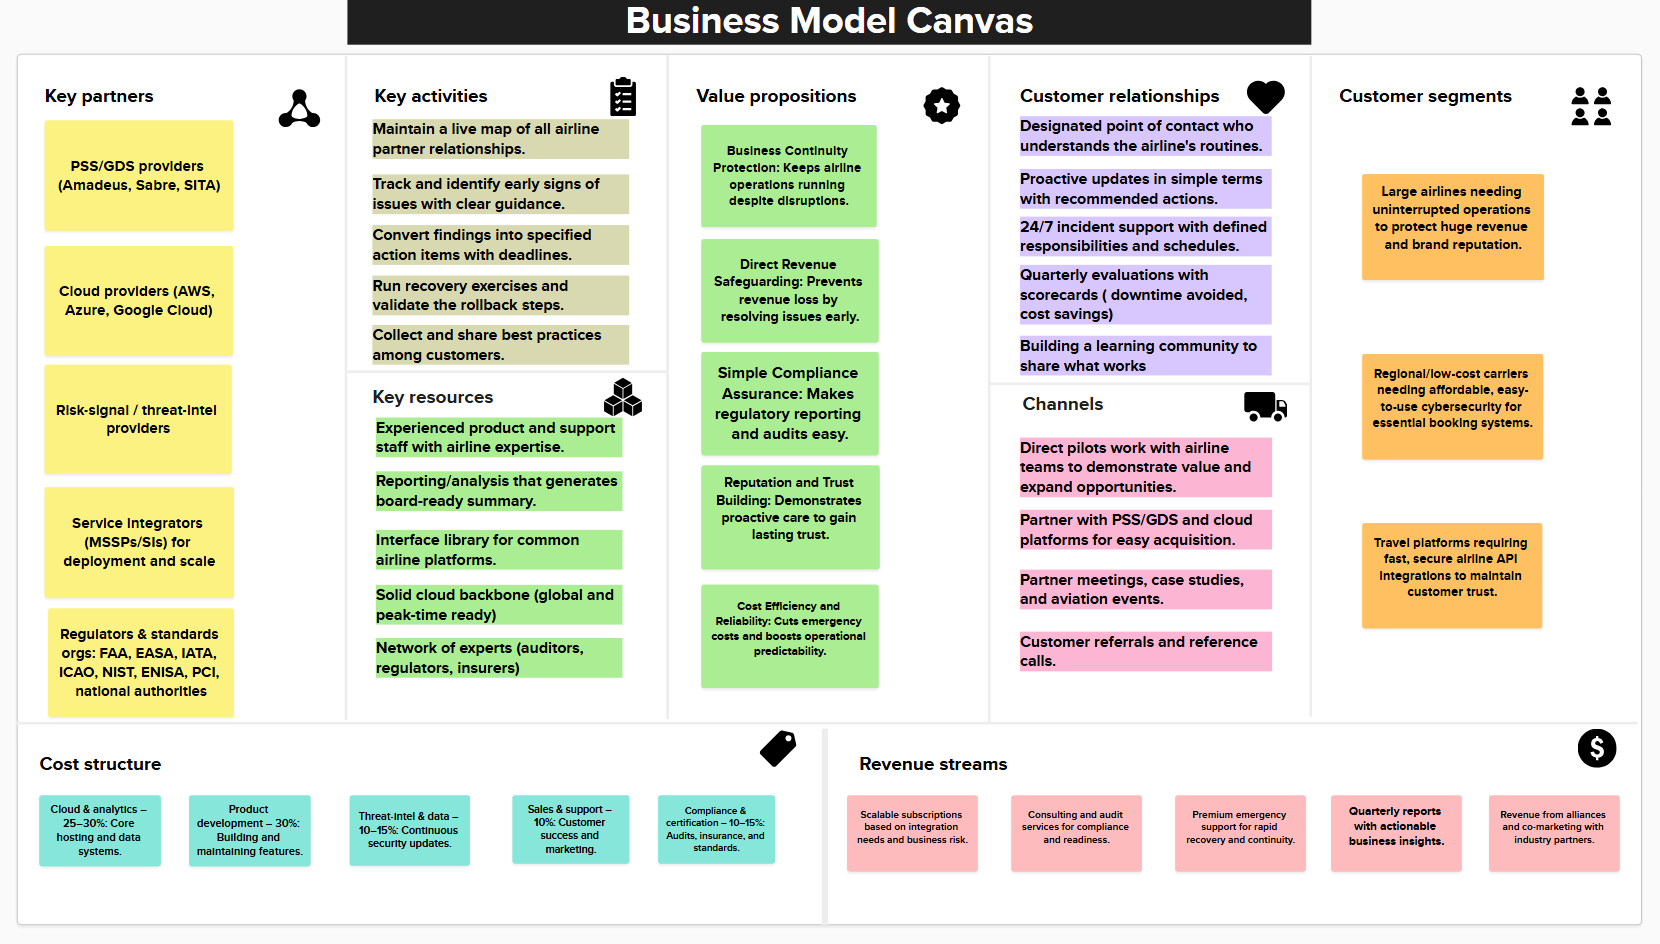 Business Model Canvas
Key partners
PSS/GDS providers
(Amadeus, Sabre, SITA)
Cloud providers (AWS,
Azure, Google Cloud)
Risk-signal / threat-intel
providers
Service integrators
(MSSPs/SIs) for
deployment and scale
Regulators & standards
orgs: FAA, EASA, IATA,
ICAO, NIST, ENISA, PCI,
national authorities
Key activities
Maintain a live map of all airline
partner relationships.
Track and identify early signs of
issues with clear guidance.
Convert findings into specified
action items with deadlines.
Run recovery exercises and
validate the rollback steps.
Collect and share best practices
among customers.
Key resources
Experienced product and support
staff with airline expertise.
Reporting/analysis that generates
board-ready summary.
Interface library for common
airline platforms.
Solid cloud backbone (global and
peak-time ready)
Network of experts (auditors,
regulators, insurers)
Value propositions
Business Continuity
Protection: Keeps airline
operations running
despite disruptions.
Direct Revenue
Safeguarding: Prevents
revenue loss by
resolving issues early.
Simple Compliance
Assurance: Makes
regulatory reporting
and audits easy.
Reputation and Trust
Building: Demonstrates
proactive care to gain
lasting trust.
Cost Efficiency and
Reliability: Cuts emergency
costs and boosts operational
predictability.
Customer relationships
Designated point of contact who
understands the airline's routines.
Proactive updates in simple terms
with recommended actions.
24/7 incident support with defined
responsibilities and schedules.
Quarterly evaluations with
scorecards ( downtime avoided,
cost savings)
Building a learning community to
share what works
Channels
Direct pilots work with airline
teams to demonstrate value and
expand opportunities.
Partner with PSS/GDS and cloud
platforms for easy acquisition.
Partner meetings, case studies,
and aviation events.
Customer referrals and reference
calls.
Customer segments
Large airlines needing
uninterrupted operations
to protect huge revenue
and brand reputation.
Regional/low-cost carriers
needing affordable, easy-
to-use cybersecurity for
essential booking systems.
Travel platforms requiring
fast, secure airline API
integrations to maintain
customer trust.
Cost structure
Cloud & analytics –
25–30%: Core
hosting and data
systems.
Product
development – 30%:
Building and
maintaining features.
Threat-intel & data –
10–15%: Continuous
security updates.
Sales & support –
10%: Customer
success and
marketing.
Compliance &
certification – 10–15%:
Audits, insurance, and
standards.
Revenue streams
Scalable subscriptions
based on integration
needs and business risk.
Consulting and audit
services for compliance
and readiness.
Premium emergency
support for rapid
recovery and continuity.
Quarterly reports
with actionable
business insights.
Revenue from alliances
and co-marketing with
industry partners.